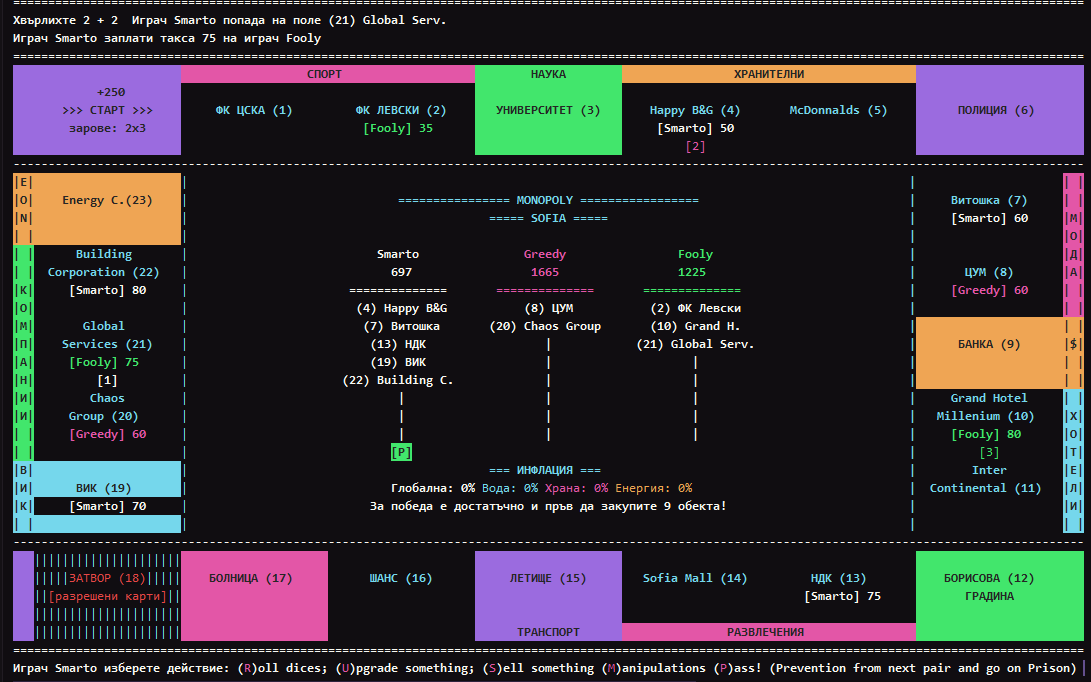 Хвърлихте 2 + 2 Играч Smarto попада на поле (21) Global Serv.
Играч Smarto заплати такса 75 на играч Fooly
СПОРТ НАУКА ХРАНИТЕЛНИ
+250
>>> СТАРТ >>> ФК ЦСКА (1) ФК ЛЕВСКИ (2) УНИВЕРСИТЕТ (3) Happy B&G (4) McDonnalds (5) ПОЛИЦИЯ (6)
зарове: 2x3 [Fooly] 35 [Smarto] 50
[2]
ЕОN
Energy C.(23)
=============== MONOPOLY =================
===== SOFIA =====
Витошка (7)
[Smarto] 60
МОДА
КОМПАНИИ
Building
Corporation (22)
[Smarto] 80
Smarto Greedy Fooly
697 1665 1225
ЦУМ (8)
[Greedy] 60
(4) Happy B&G (8) ЦУМ (2) ФК Левски
(7) Витошка (20) Chaos Group (10) Grand H.
(13) НДК (21) Global Serv.
(19) ВИК
(22) Building C.
Global
Services (21)
[Fooly] 75
[1]
БАНКА (9)
$
Chaos
Group (20)
[Greedy] 60
Grand Hotel
Millenium (10)
[Fooly] 80
[3]
ХОТЕЛИ
[P]
ВИК
ВИК (19)
[Smarto] 70
=== ИНФЛАЦИЯ ===
Глобална: 0% Вода: 0% Храна: 0% Енергия: 0%
За победа е достатъчно и пръв да закупите 9 обекта!
Inter
Continental (11)
ЗАТВОР (18) БОЛНИЦА (17) ШАНС (16) ЛЕТИЩЕ (15) Sofia Mall (14) НДК (13) БОРИСОВА (12)
[разрешени карти] [Smarto] 75 ГРАДИНА
ТРАНСПОРТ РАЗВЛЕЧЕНИЯ
Играч Smarto изберете действие: (R)oll dices; (U)pgrade something; (S)ell something (M)anipulations (P)ass! (Prevention from next pair and go on Prison)